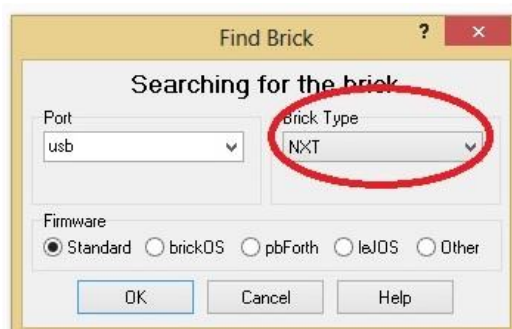 Find Brick ? ×
Searching for the brick
Port
Brick Type
usb
NXT
Firmware
Standard brickOS pbForth leJOS Other
OK Cancel Help